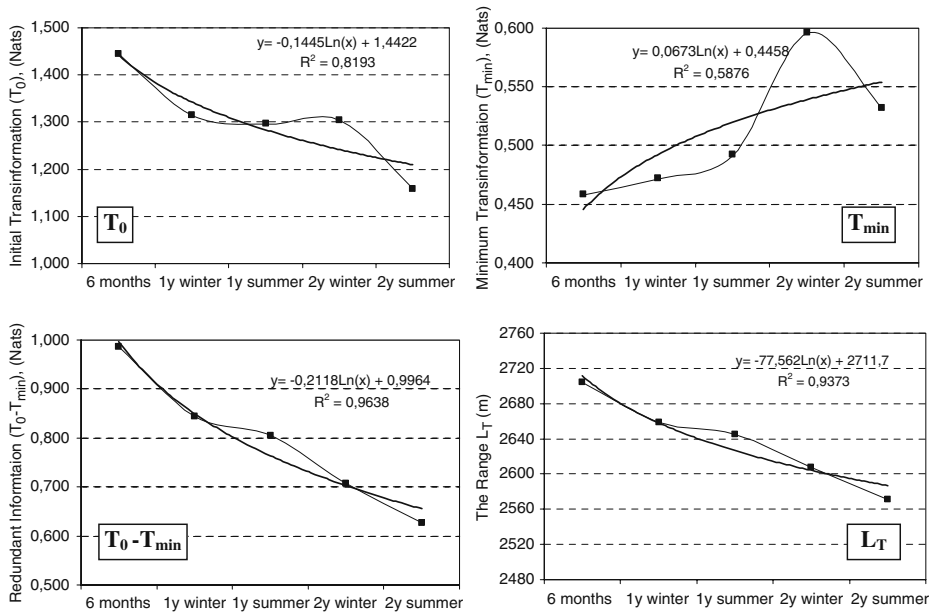 Initial Transinformation (T0), (Nats)
1,500
1,400
1,300
1,200
1,100
1,000
y= -0,1445Ln(x) + 1,4422
R2 = 0,8193
T0
6 months 1y winter 1y summer 2y winter 2y summer
Minimum Transinformtaion (Tmin), (Nats)
0,600
0,550
0,500
0,450
0,400
y = 0,0673Ln(x) + 0,4458
R2 = 0,5876
Tmin
6 months 1y winter 1y summer 2y winter 2y summer
Redundant Informtaion (T0-Tmin), (Nats)
1,000
0,900
0,800
0,700
0,600
0,500
y= -0,2118Ln(x) + 0,9964
R2 = 0,9638
T0 -Tmin
6 months 1y winter 1y summer 2y winter 2y summer
The Range LT (m)
2760
2720
2680
2640
2600
2560
2520
2480
y= -77,562Ln(x) + 2711,7
R2 = 0,9373
LT
6 months 1y winter 1y summer 2y winter 2y summer